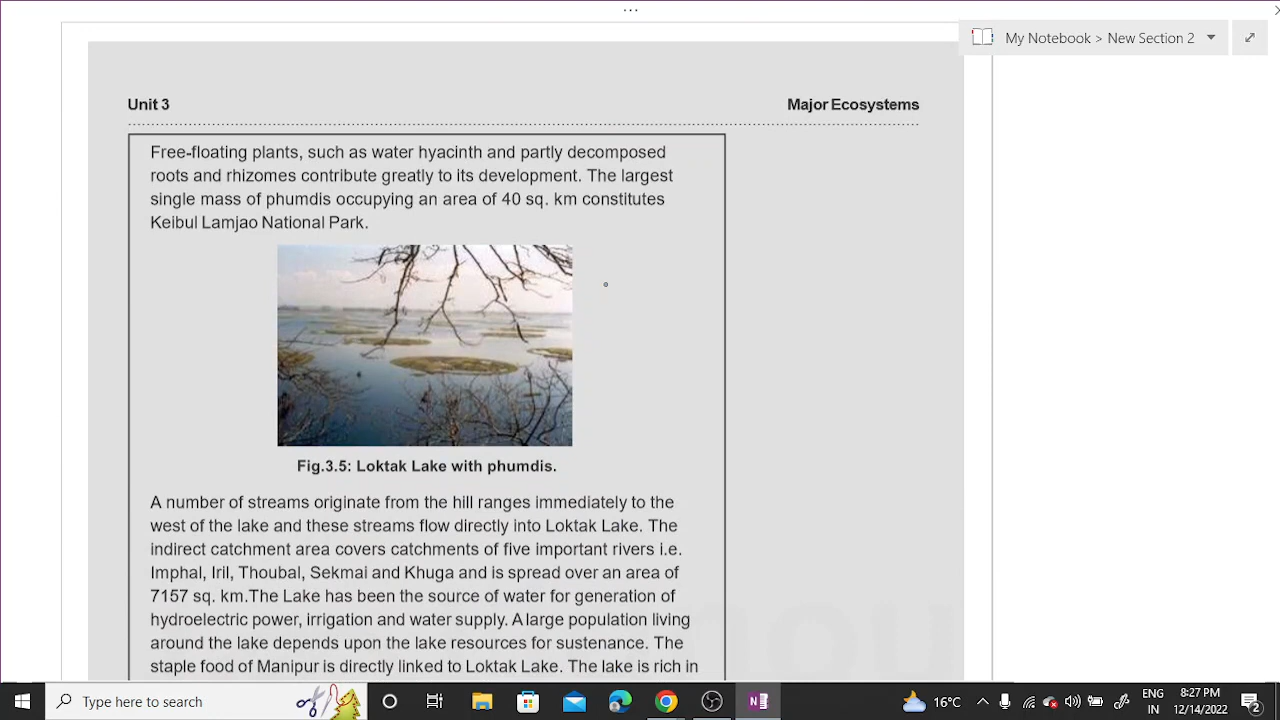 ...
My Notebook > New Section 2
Unit 3
Major Ecosystems
Free-floating plants, such as water hyacinth and partly decomposed
roots and rhizomes contribute greatly to its development. The largest
single mass of phumdis occupying an area of 40 sq. km constitutes
Keibul Lamjao National Park.
Fig.3.5: Loktak Lake with phumdis.
A number of streams originate from the hill ranges immediately to the
west of the lake and these streams flow directly into Loktak Lake. The
indirect catchment area covers catchments of five important rivers i.e.
Imphal, Iril, Thoubal, Sekmai and Khuga and is spread over an area of
7157 sq. km.The Lake has been the source of water for generation of
hydroelectric power, irrigation and water supply. A large population living
around the lake depends upon the lake resources for sustenance. The
staple food of Manipur is directly linked to Loktak Lake. The lake is rich in
Type here to search
16°C
ENG
IN
8:27 PM
12/14/2022
2